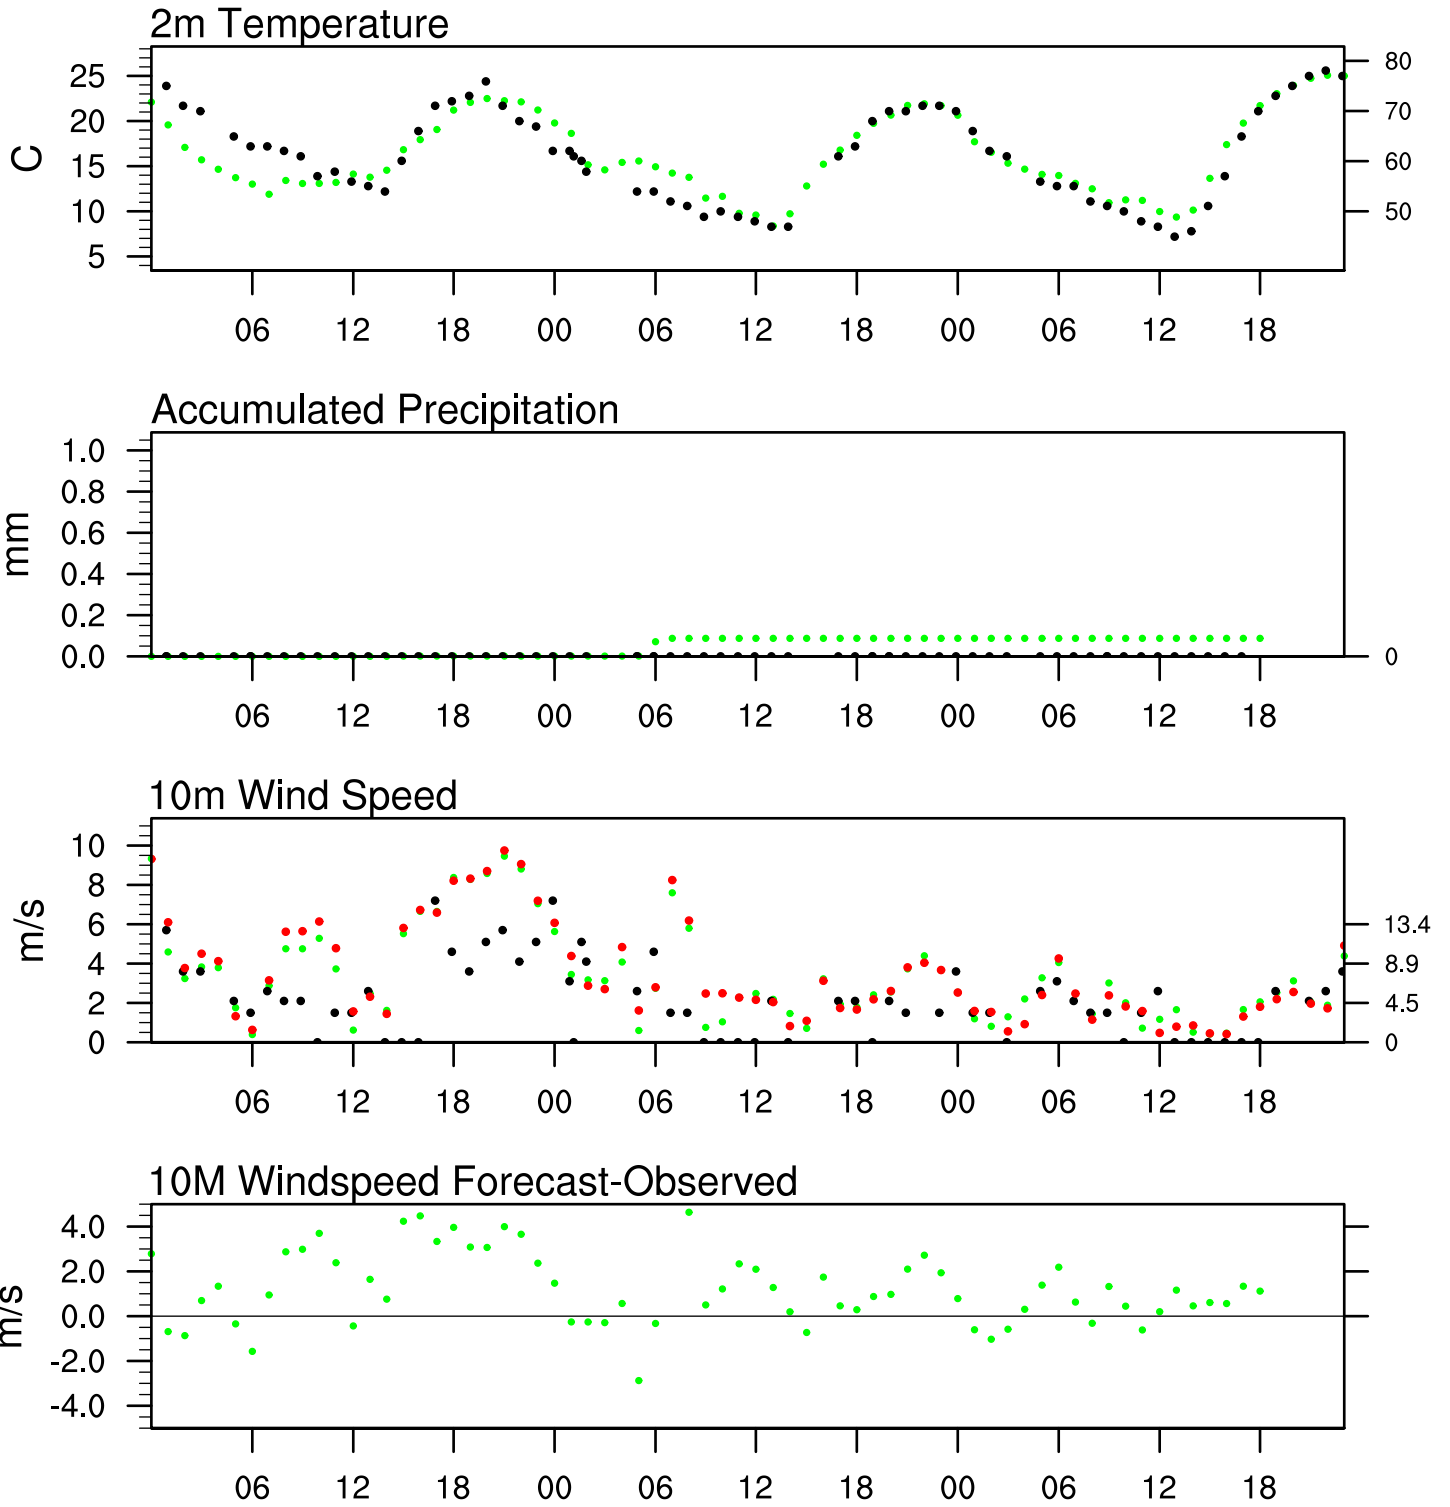 2m Temperature
25 80
20 70
C
15 60
10 50
5
06 12 18 00 06 12 18 00 06 12 18
Accumulated Precipitation
1.0
0.8
0.6
mm
0.4
0.2
0.0 0
06 12 18 00 06 12 18 00 06 12 18
10m Wind Speed
10
8
6 13.4
m/s
4 8.9
2 4.5
0 0
06 12 18 00 06 12 18 00 06 12 18
10M Windspeed Forecast-Observed
4.0
2.0
0.0
m/s
-2.0
-4.0
06 12 18 00 06 12 18 00 06 12 18